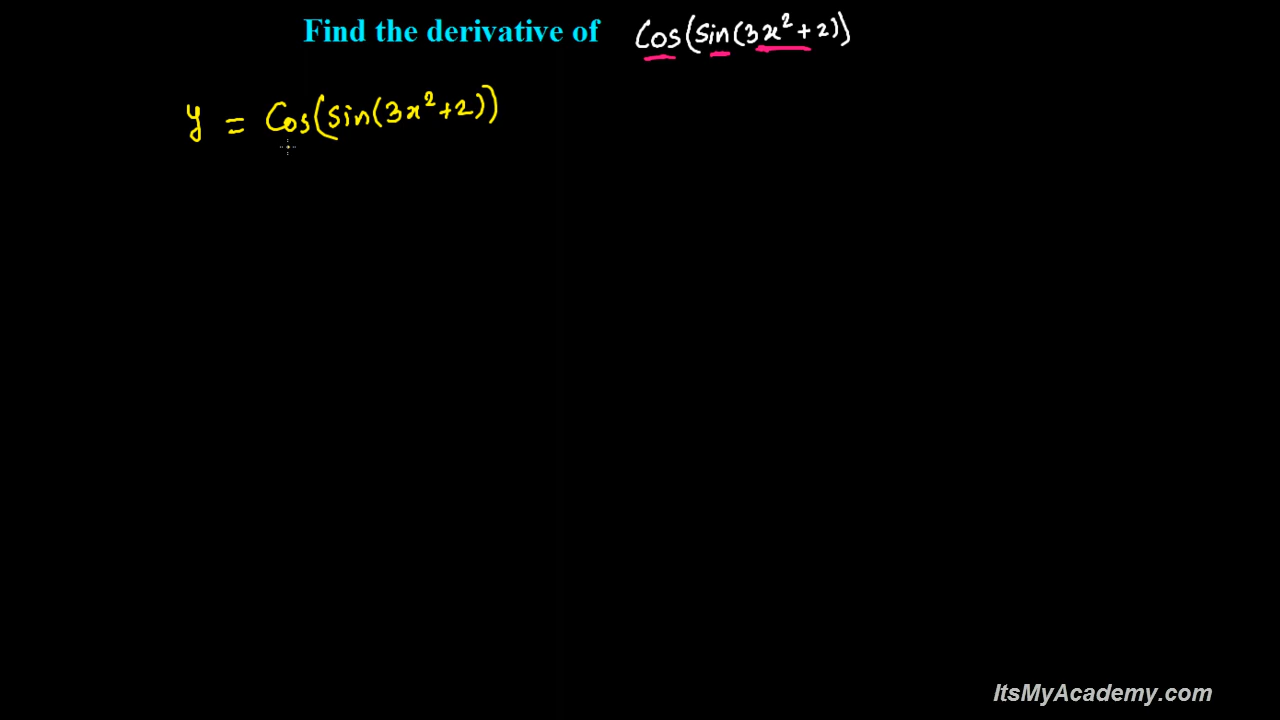 Find the derivative of Cos(Sin(3x²+2))
y = Cos(Sin(3x²+2))
ItsMyAcademy.com